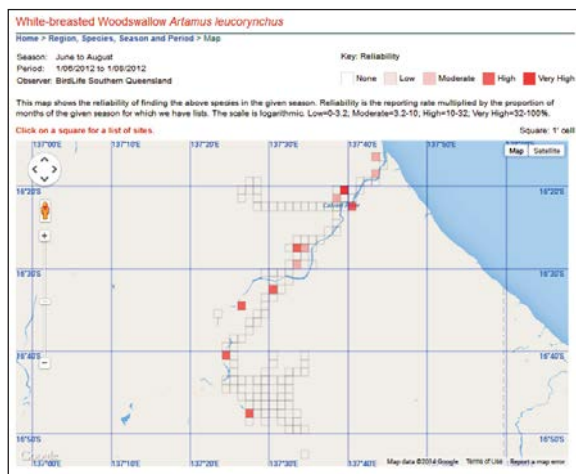 White-breasted Woodswallow Artamus leucorynchus
Home > Region, Species, Season and Period > Map
Season: June to August
Period: 1/06/2012 to 1/08/2012
Observer: BirdLife Southern Queensland
Key: Reliability
None Low Moderate High Very High
This map shows the reliability of finding the above species in the given season. Reliability is the reporting rate multiplied by the proportion of
months of the given season for which we have lists. The scale is logarithmic. Low=0-3.2, Moderate=3.2-10, High=10-32, Very High=32-100%.
Click on a square for a list of sites. Square: 1' cell
137°00'E 137°10'E 137°20'E 137°30'E 137°40'E 137°50'E
Map Satellite
16°20'S 16°20'S
16°30'S 16°30'S
16°40'S 16°40'S
16°50'S 16°50'S
Google
137°00'E 137°10'E 137°20'E 137°30'E 137°40'E
Map data ©2014 Google Terms of Use Report a map error